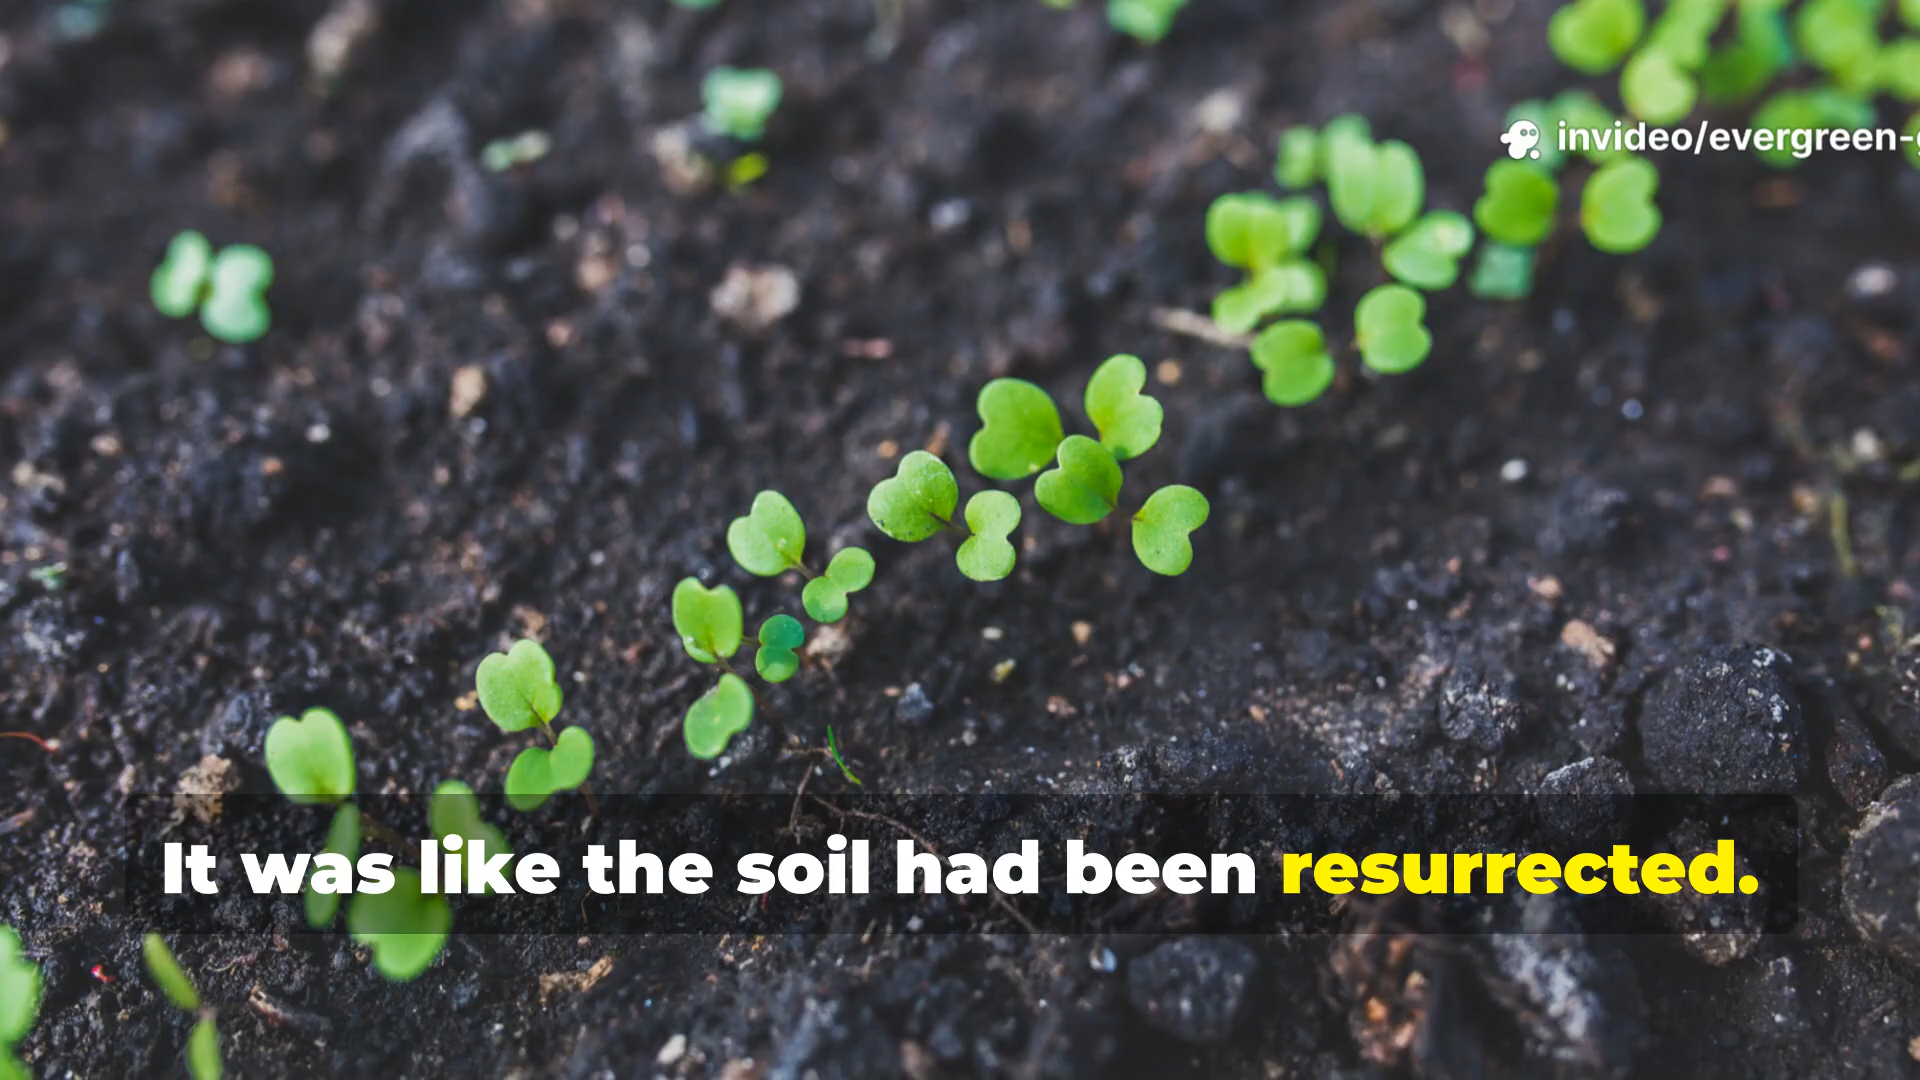 invideo/evergreen-
It was like the soil had been resurrected.